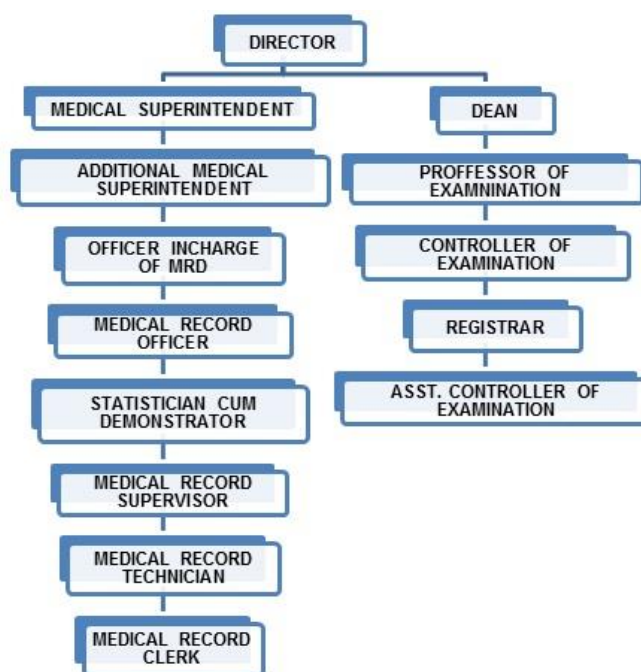 DIRECTOR
MEDICAL SUPERINTENDENT
ADDITIONAL MEDICAL
SUPERINTENDENT
OFFICER INCHARGE
OF MRD
MEDICAL RECORD
OFFICER
STATISTICIAN CUM
DEMONSTRATOR
MEDICAL RECORD
SUPERVISOR
MEDICAL RECORD
TECHNICIAN
MEDICAL RECORD
CLERK
DEAN
PROFFESSOR OF
EXAMNINATION
CONTROLLER OF
EXAMINATION
REGISTRAR
ASST. CONTROLLER OF
EXAMINATION